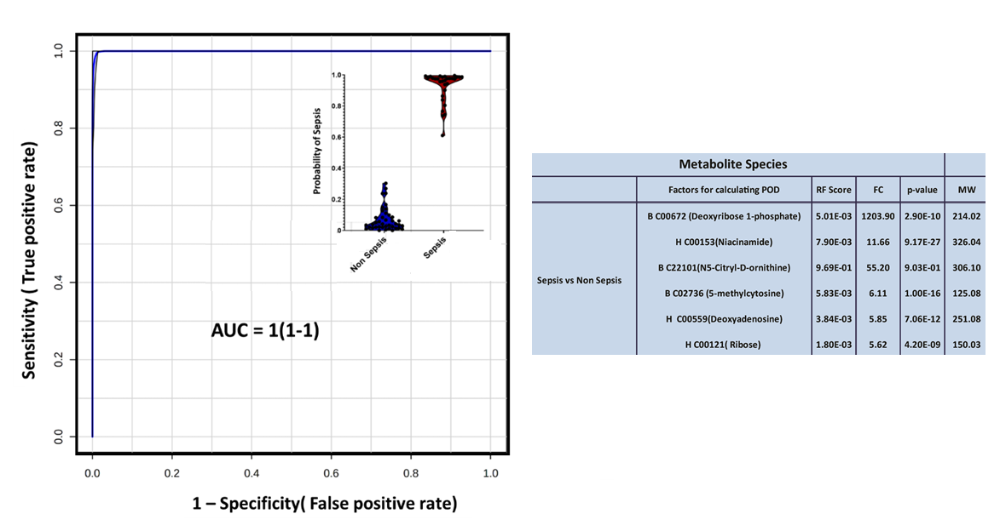 Sensitivity ( True positive rate)
1.0
0.8
0.6
0.4
0.2
0.0
0.0 0.2 0.4 0.6 0.8 1.0
1 – Specificity( False positive rate)
AUC = 1(1-1)
Probability of Sepsis
1.0
0.8
0.6
0.4
0.2
.0
Non Sepsis
Sepsis
Metabolite Species
Factors for calculating POD RF Score FC p-value MW
B C00672 (Deoxyribose 1-phosphate) 5.01E-03 1203.90 2.90E-10 214.02
H C00153(Niacinamide) 7.90E-03 11.66 9.17E-27 326.04
B C22101(N5-Citryl-D-ornithine) 9.69E-01 55.20 9.03E-01 306.10
Sepsis vs Non Sepsis
B C02736 (5-methylcytosine) 5.83E-03 6.11 1.00E-16 125.08
H C00559(Deoxyadenosine) 3.84E-03 5.85 7.06E-12 251.08
H C00121( Ribose) 1.80E-03 5.62 4.20E-09 150.03